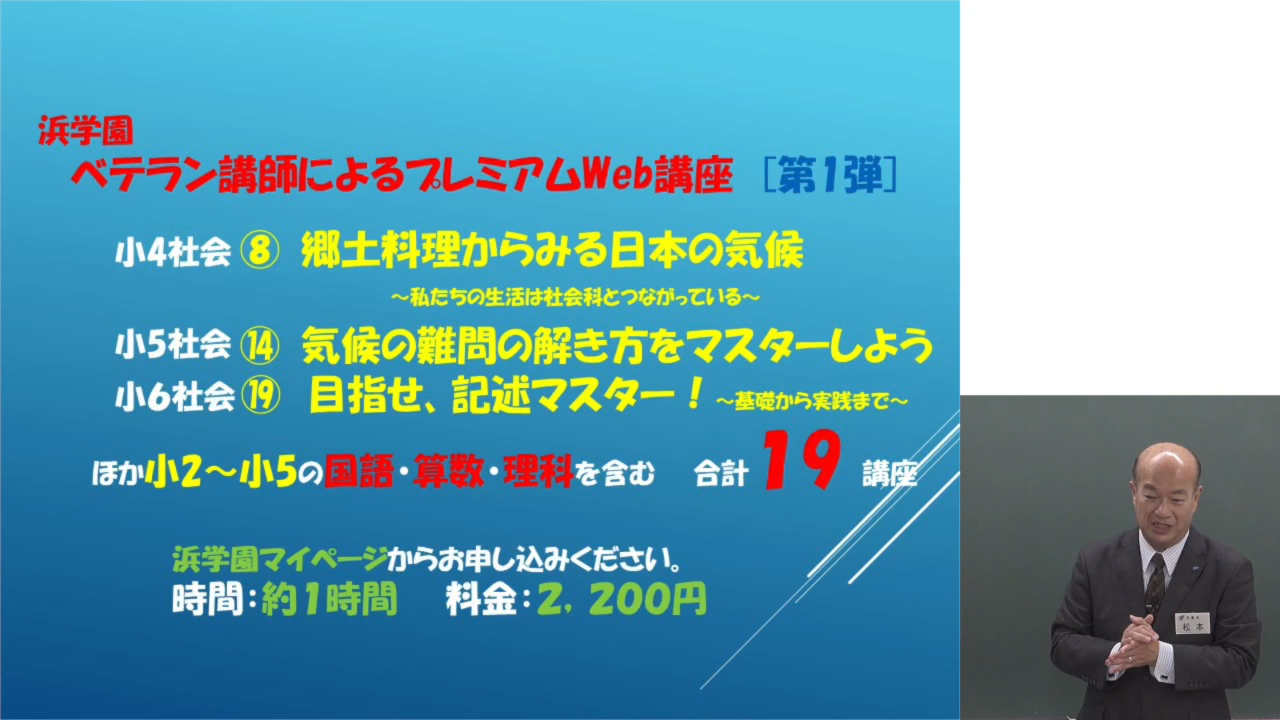 浜学園
ベテラン講師によるプレミアムWeb講座 [第1弾]
小4社会 ⑧ 郷土料理からみる日本の気候
～私たちの生活は社会科とつながっている～
小5社会 ⑭ 気候の難問の解き方をマスターしよう
小6社会 ⑲ 目指せ、記述マスター！ ～基礎から実践まで～
ほか小2～小5の国語・算数・理科を含む 合計 19 講座
浜学園マイページからお申し込みください。
時間：約1時間 料金：2，200円
松本